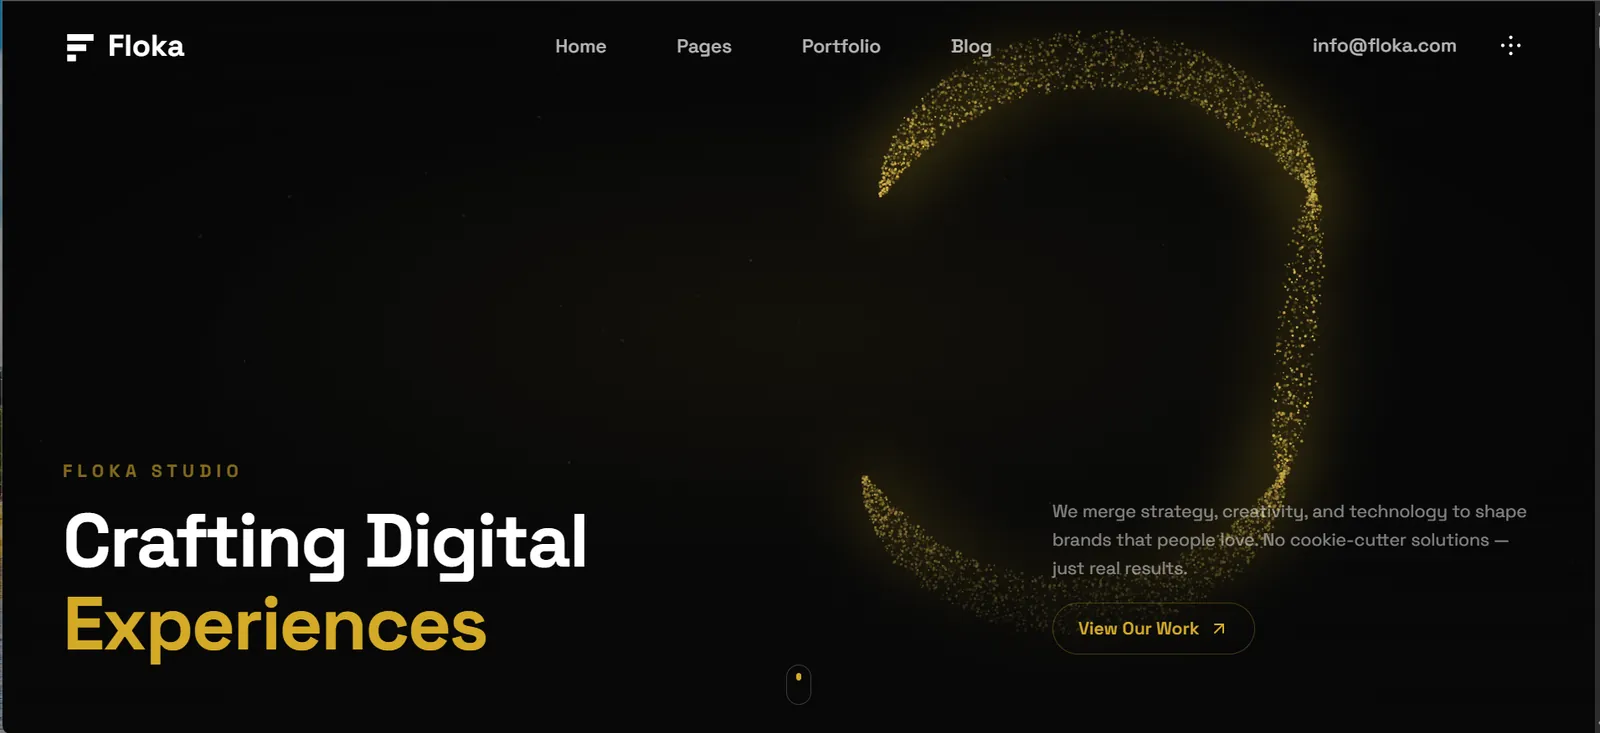 Floka
Home
Pages
Portfolio
Blog
info@floka.com
FLOKA STUDIO
Crafting Digital
Experiences
We merge strategy, creativity, and technology to shape
brands that people love. No cookie-cutter solutions —
just real results.
View Our Work